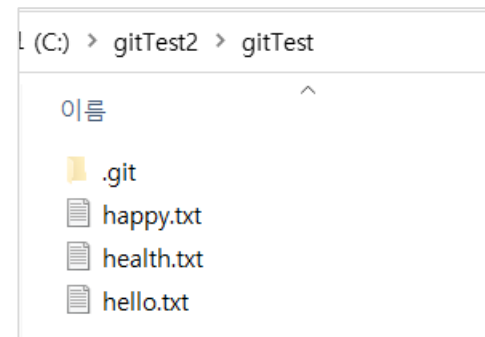 (C:) > gitTest2 > gitTest
이름
.git
happy.txt
health.txt
hello.txt